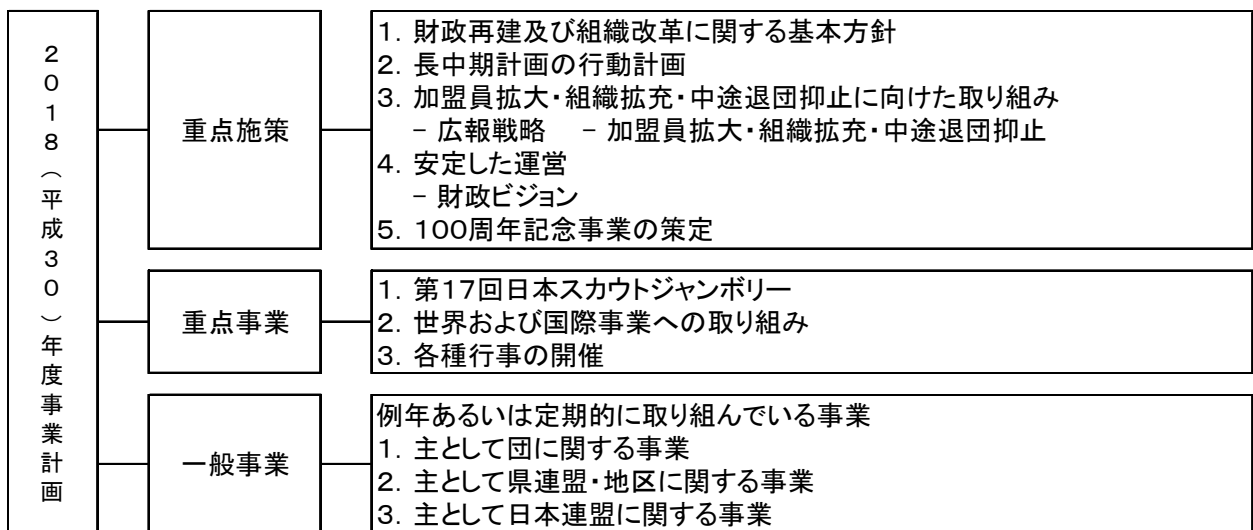 2018（平成30）年度事業計画
重点施策
1．財政再建及び組織改革に関する基本方針
2．長中期計画の行動計画
3．加盟員拡大・組織拡充・中途退団抑止に向けた取り組み
－ 広報戦略　－ 加盟員拡大・組織拡充・中途退団抑止
4．安定した運営
－ 財政ビジョン
5．100周年記念事業の策定
重点事業
1．第17回日本スカウトジャンボリー
2．世界および国際事業への取り組み
3．各種行事の開催
一般事業
例年あるいは定期的に取り組んでいる事業
1．主として団に関する事業
2．主として県連盟・地区に関する事業
3．主として日本連盟に関する事業